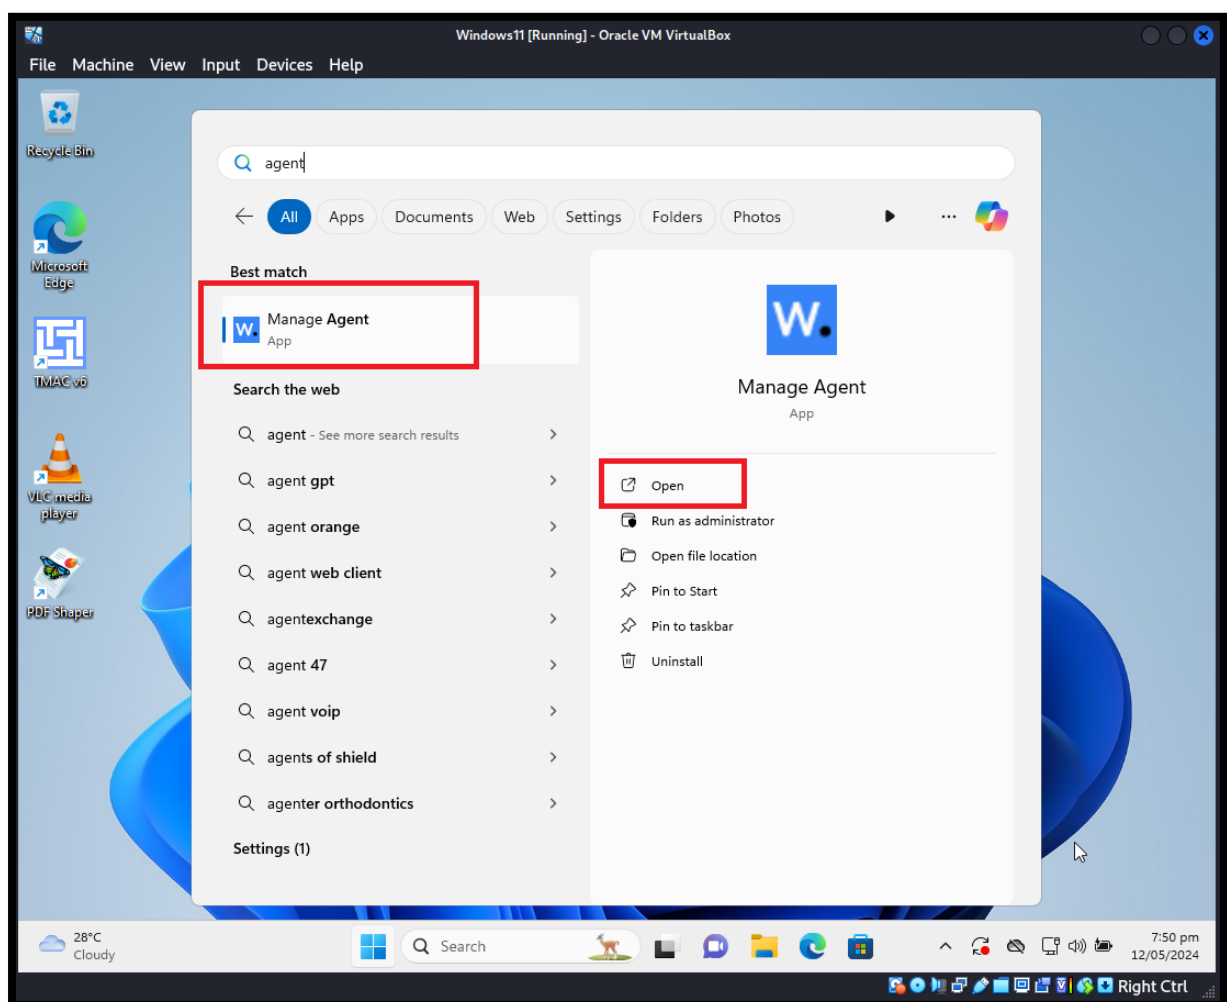 Windows11 [Running] - Oracle VM VirtualBox
File Machine View Input Devices Help
Recycle Bin
Microsoft
Edge
TMAC v6
VLC media
player
PDF Shaper
agent
All Apps Documents Web Settings Folders Photos ...
Best match
W.
Manage Agent
App
Search the web
agent - See more search results
agent gpt
agent orange
agent web client
agentexchange
agent 47
agent voip
agents of shield
agenter orthodontics
Settings (1)
W.
Manage Agent
App
Open
Run as administrator
Open file location
Pin to Start
Pin to taskbar
Uninstall
28°C
Cloudy
Search
7:50 pm
12/05/2024
Right Ctrl